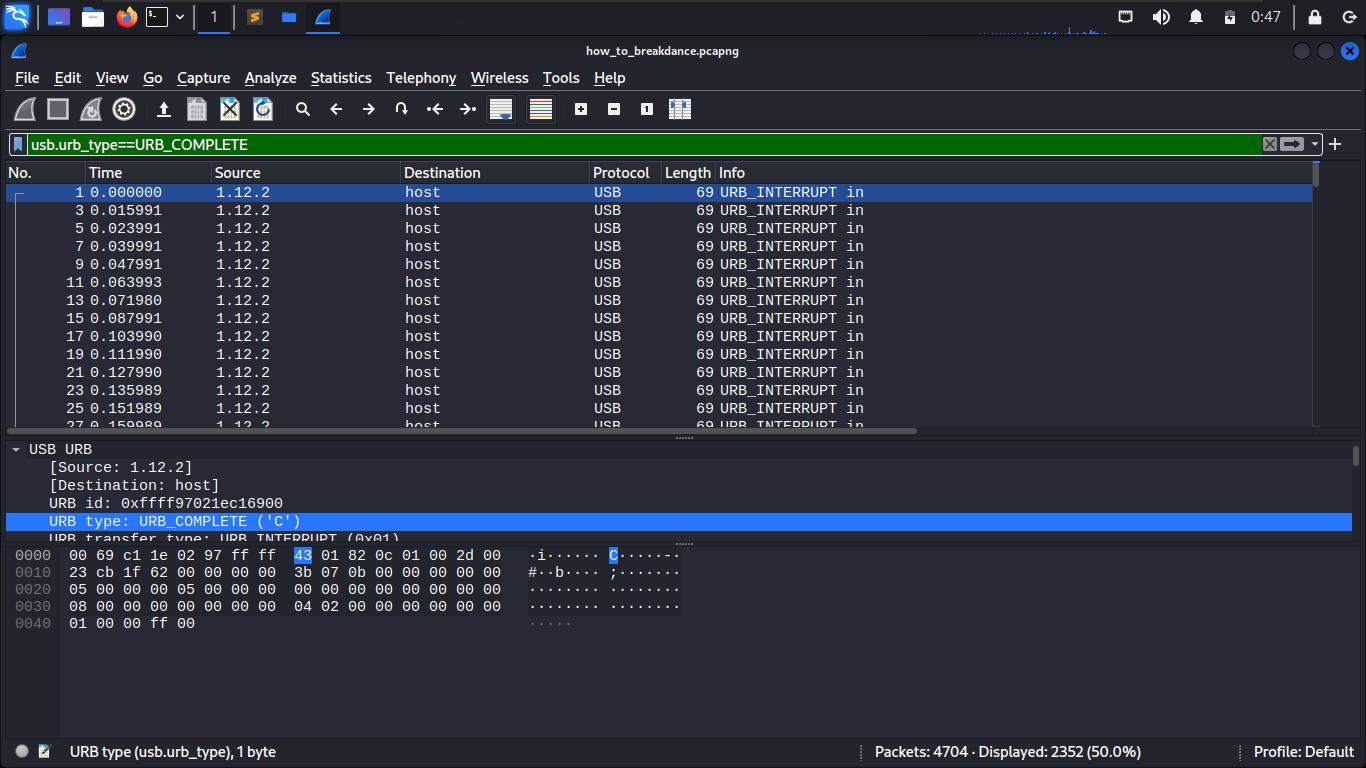 1
0:47
how_to_breakdance.pcapng
File Edit View Go Capture Analyze Statistics Telephony Wireless Tools Help
usb.urb_type==URB_COMPLETE
No. Time Source Destination Protocol Length Info
1 0.000000 1.12.2 host USB 69 URB_INTERRUPT in
3 0.015991 1.12.2 host USB 69 URB_INTERRUPT in
5 0.023991 1.12.2 host USB 69 URB_INTERRUPT in
7 0.039991 1.12.2 host USB 69 URB_INTERRUPT in
9 0.047991 1.12.2 host USB 69 URB_INTERRUPT in
11 0.063993 1.12.2 host USB 69 URB_INTERRUPT in
13 0.071980 1.12.2 host USB 69 URB_INTERRUPT in
15 0.087991 1.12.2 host USB 69 URB_INTERRUPT in
17 0.103990 1.12.2 host USB 69 URB_INTERRUPT in
19 0.111990 1.12.2 host USB 69 URB_INTERRUPT in
21 0.127990 1.12.2 host USB 69 URB_INTERRUPT in
23 0.135989 1.12.2 host USB 69 URB_INTERRUPT in
25 0.151989 1.12.2 host USB 69 URB_INTERRUPT in
27 0.159989 1.12.2 host USB 69 URB_INTERRUPT in
USB URB
[Source: 1.12.2]
[Destination: host]
URB id: 0xffff97021ec16900
URB type: URB_COMPLETE ('C')
URB transfer type: URB_INTERRUPT (0x01)
0000 00 69 c1 1e 02 97 ff ff 43 01 82 0c 01 00 2d 00 ·i······ C·····-·
0010 23 cb 1f 62 00 00 00 00 3b 07 0b 00 00 00 00 00 #··b···· ;·······
0020 05 00 00 00 05 00 00 00 00 00 00 00 00 00 00 00 ········ ········
0030 08 00 00 00 00 00 00 00 04 02 00 00 00 00 00 00 ········ ········
0040 01 00 00 ff 00 ·····
URB type (usb.urb_type), 1 byte
Packets: 4704 · Displayed: 2352 (50.0%)
Profile: Default